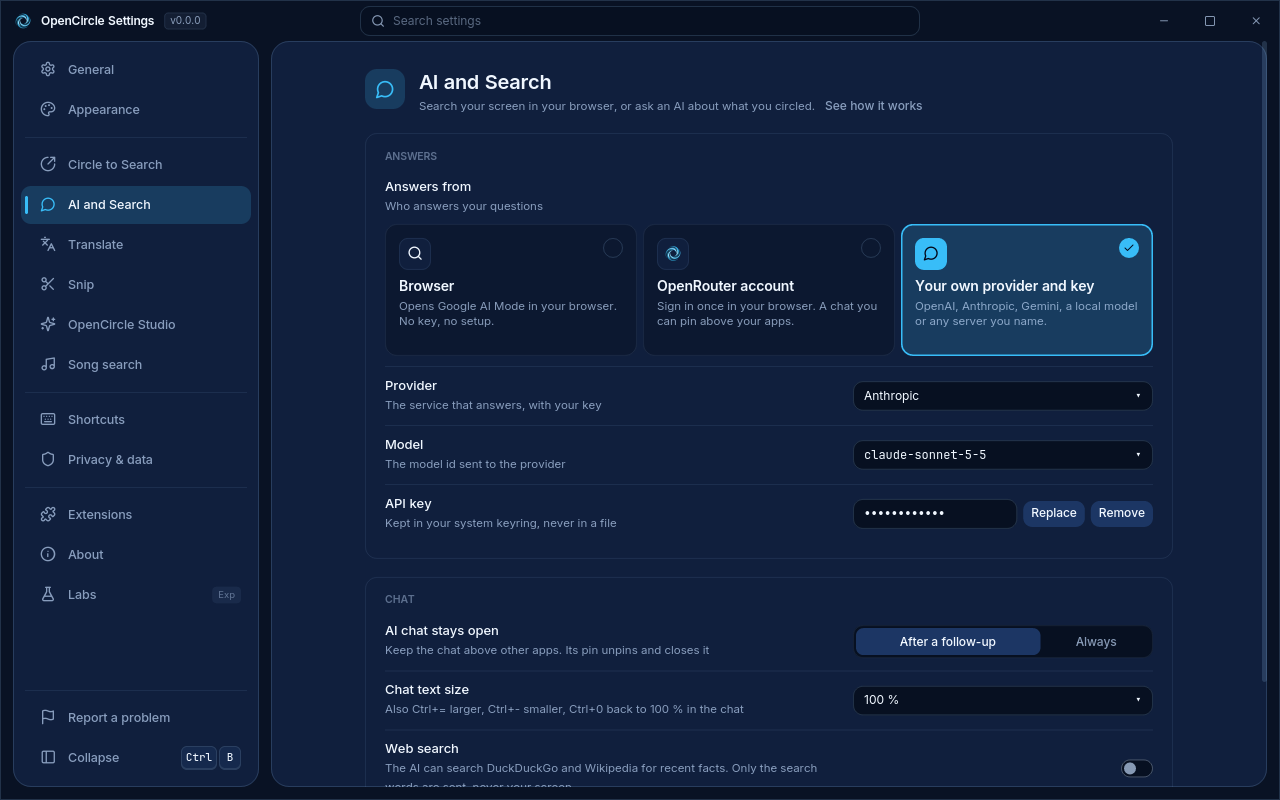 OpenCircle Settings
v0.0.0
Search settings
General
Appearance
Circle to Search
AI and Search
Translate
Snip
OpenCircle Studio
Song search
Shortcuts
Privacy & data
Extensions
About
Labs
Exp
Report a problem
Collapse
Ctrl
B
AI and Search
Search your screen in your browser, or ask an AI about what you circled. See how it works
ANSWERS
Answers from
Who answers your questions
Browser
Opens Google AI Mode in your browser.
No key, no setup.
OpenRouter account
Sign in once in your browser. A chat you
can pin above your apps.
Your own provider and key
OpenAI, Anthropic, Gemini, a local model
or any server you name.
Provider
The service that answers, with your key
Anthropic
Model
The model id sent to the provider
claude-sonnet-5-5
API key
Kept in your system keyring, never in a file
••••••••••••
Replace
Remove
CHAT
AI chat stays open
Keep the chat above other apps. Its pin unpins and closes it
After a follow-up
Always
Chat text size
Also Ctrl+= larger, Ctrl+- smaller, Ctrl+0 back to 100 % in the chat
100 %
Web search
The AI can search DuckDuckGo and Wikipedia for recent facts. Only the search
words are sent, never your screen